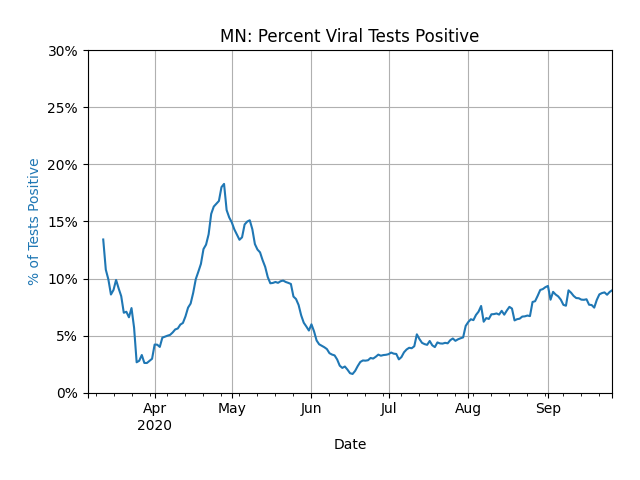 MN: Percent Viral Tests Positive
30%
25%
20%
15%
10%
5%
0%
% of Tests Positive
Apr
2020
May
Jun
Jul
Aug
Sep
Date